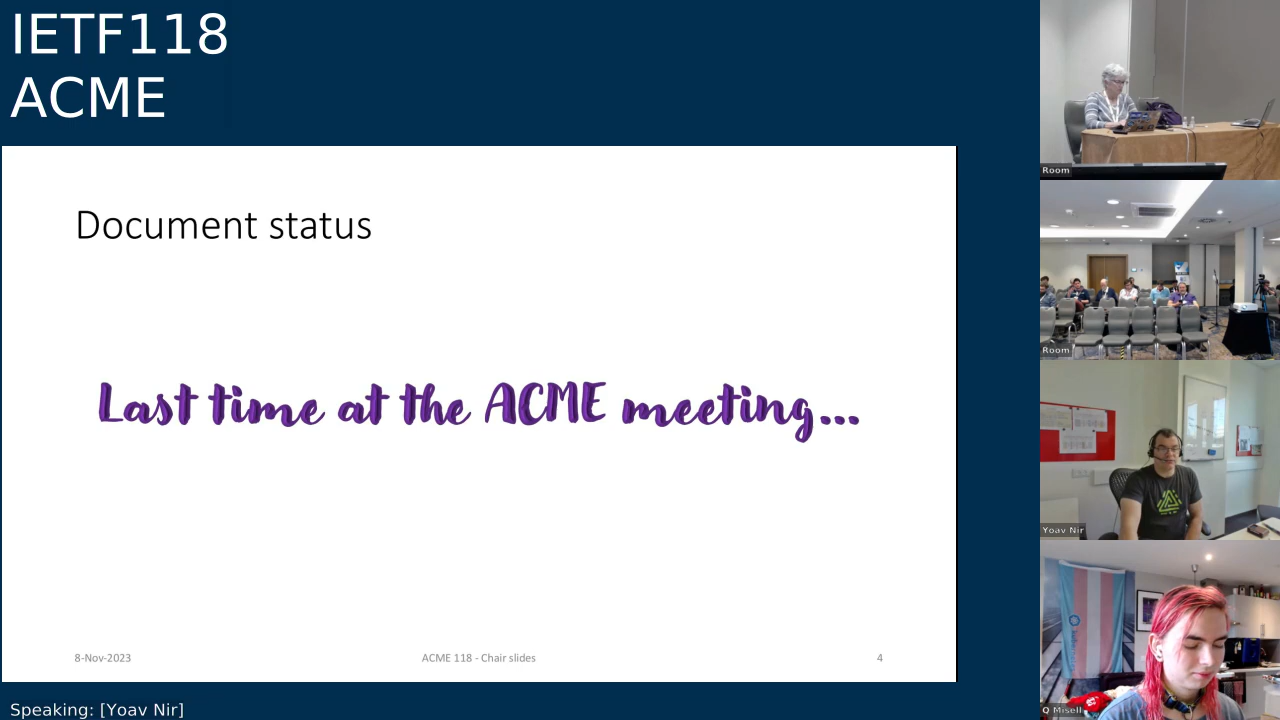 IETF118
ACME
Document status
Last time at the ACME meeting...
8-Nov-2023
ACME 118 - Chair slides
4
Speaking: [Yoav Nir]
Room
Room
Yoav Nir
Q Misell